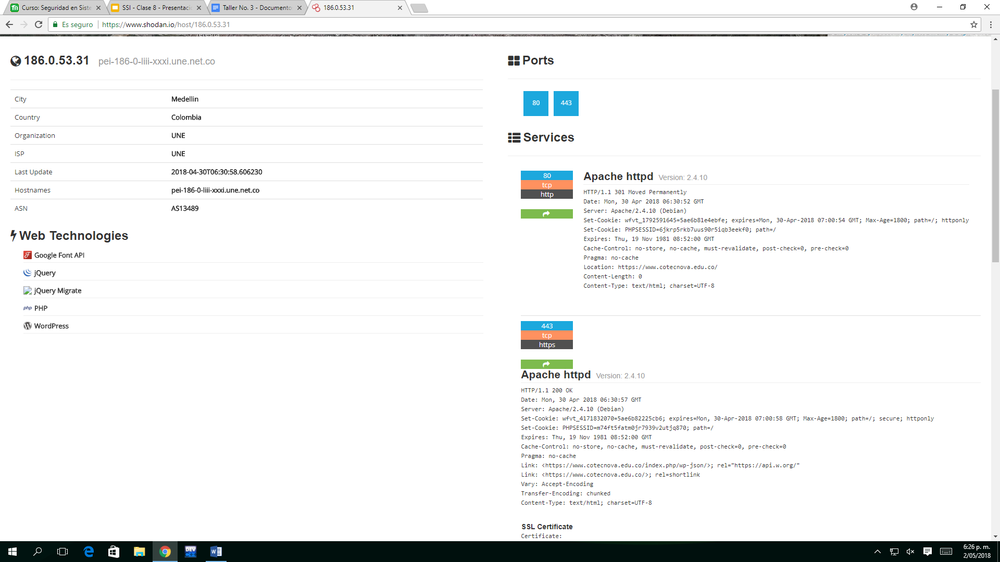 Curso: Seguridad en Siste
SSI - Clase 8 - Presentaci
Taller No. 3 - Documento
186.0.53.31
Es seguro
https://www.shodan.io/host/186.0.53.31
186.0.53.31 pei-186-0-liii-xxxi.une.net.co
City Medellin
Country Colombia
Organization UNE
ISP UNE
Last Update 2018-04-30T06:30:58.606230
Hostnames pei-186-0-liii-xxxi.une.net.co
ASN AS13489
Web Technologies
Google Font API
jQuery
jQuery Migrate
php PHP
WordPress
Ports
80 443
Services
80
tcp
http
Apache httpd Version: 2.4.10
HTTP/1.1 301 Moved Permanently
Date: Mon, 30 Apr 2018 06:30:52 GMT
Server: Apache/2.4.10 (Debian)
Set-Cookie: wfvt_1792591645=5ae6b81e4ebfe; expires=Mon, 30-Apr-2018 07:00:54 GMT; Max-Age=1800; path=/; httponly
Set-Cookie: PHPSESSID=6jkrp5rkb7uus90r5iqb3eekf0; path=/
Expires: Thu, 19 Nov 1981 08:52:00 GMT
Cache-Control: no-store, no-cache, must-revalidate, post-check=0, pre-check=0
Pragma: no-cache
Location: https://www.cotecnova.edu.co/
Content-Length: 0
Content-Type: text/html; charset=UTF-8
443
tcp
https
Apache httpd Version: 2.4.10
HTTP/1.1 200 OK
Date: Mon, 30 Apr 2018 06:30:57 GMT
Server: Apache/2.4.10 (Debian)
Set-Cookie: wfvt_4171832070=5ae6b82225cb6; expires=Mon, 30-Apr-2018 07:00:58 GMT; Max-Age=1800; path=/; secure; httponly
Set-Cookie: PHPSESSID=m74ft5fatm0jr7939v2utjq870; path=/
Expires: Thu, 19 Nov 1981 08:52:00 GMT
Cache-Control: no-store, no-cache, must-revalidate, post-check=0, pre-check=0
Pragma: no-cache
Link: <https://www.cotecnova.edu.co/index.php/wp-json/>; rel="https://api.w.org/"
Link: <https://www.cotecnova.edu.co/>; rel=shortlink
Vary: Accept-Encoding
Transfer-Encoding: chunked
Content-Type: text/html; charset=UTF-8
SSL Certificate
Certificate:
DEV
C++
6:26 p. m.
2/05/2018